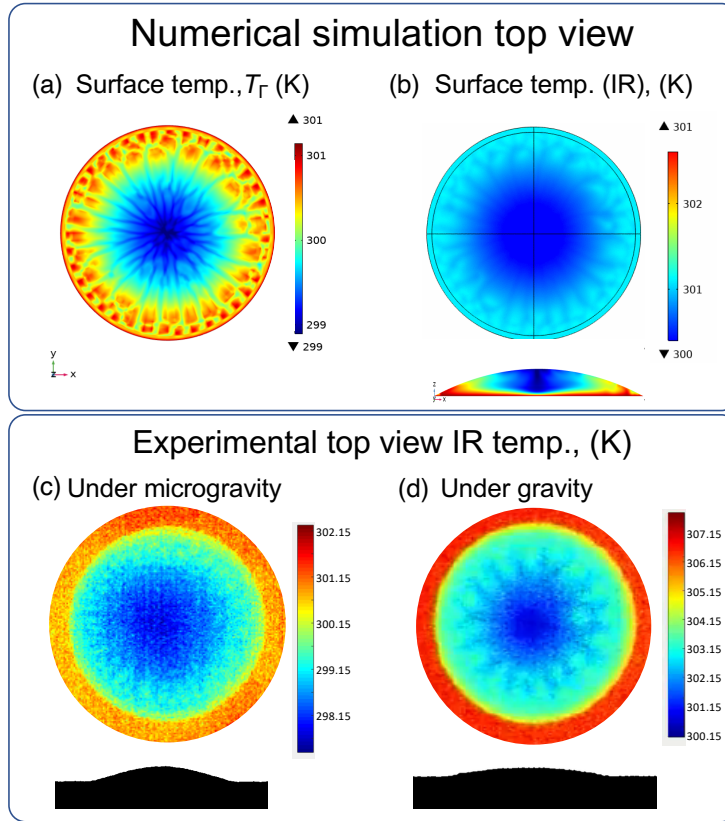 Numerical simulation top view
(a) Surface temp.,TΓ (K)
(b) Surface temp. (IR), (K)
▲ 301
301
300
299
▼ 299
y
z x
▲ 301
302
301
▼ 300
z
y x
Experimental top view IR temp., (K)
(c) Under microgravity
(d) Under gravity
302.15
301.15
300.15
299.15
298.15
307.15
306.15
305.15
304.15
303.15
302.15
301.15
300.15